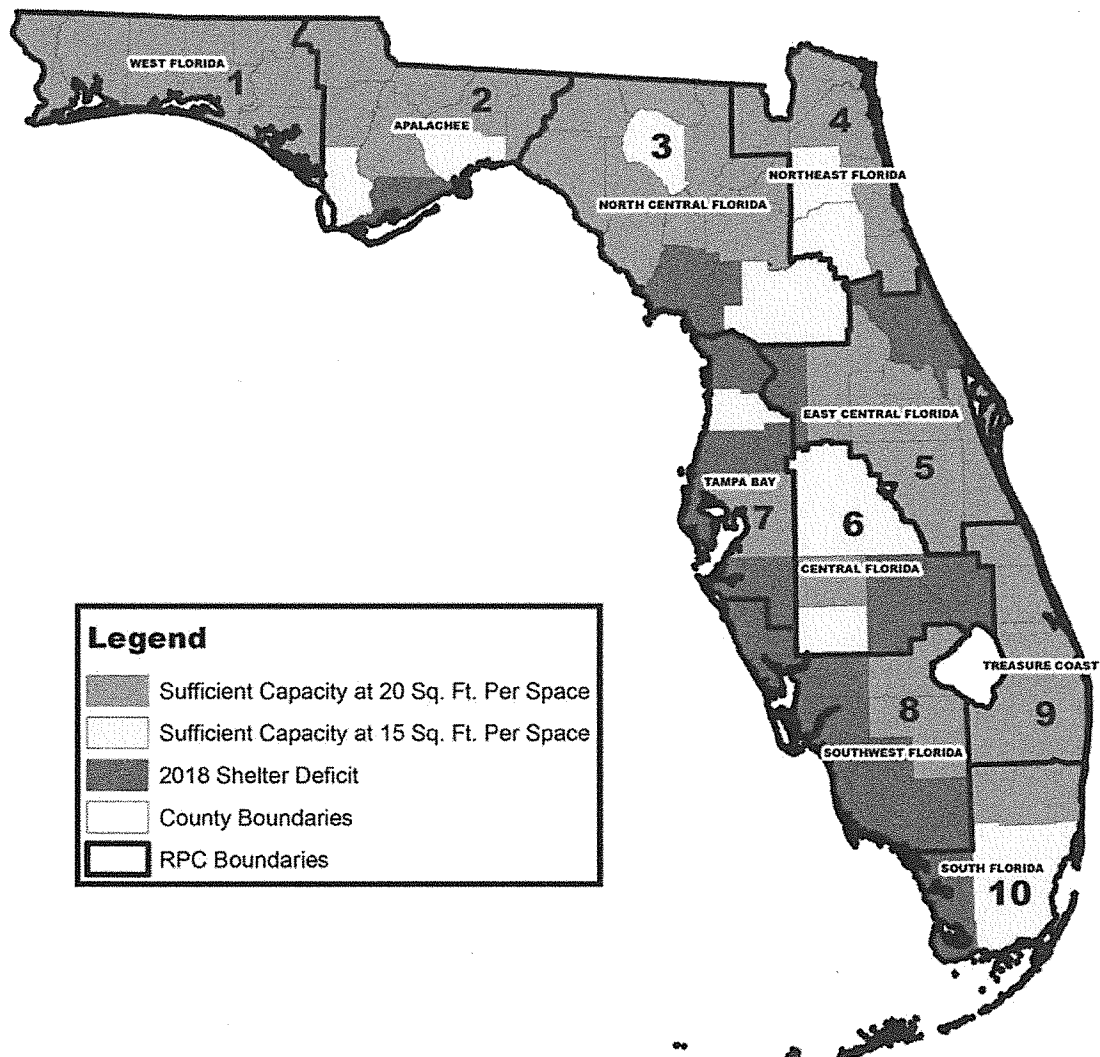 WEST FLORIDA
1
2
APALACHEE
3
4
NORTHEAST FLORIDA
NORTH CENTRAL FLORIDA
EAST CENTRAL FLORIDA
5
TAMPA BAY
7
6
CENTRAL FLORIDA
Legend
Sufficient Capacity at 20 Sq. Ft. Per Space
Sufficient Capacity at 15 Sq. Ft. Per Space
2018 Shelter Deficit
County Boundaries
RPC Boundaries
TREASURE COAST
8
9
SOUTHWEST FLORIDA
SOUTH FLORIDA
10